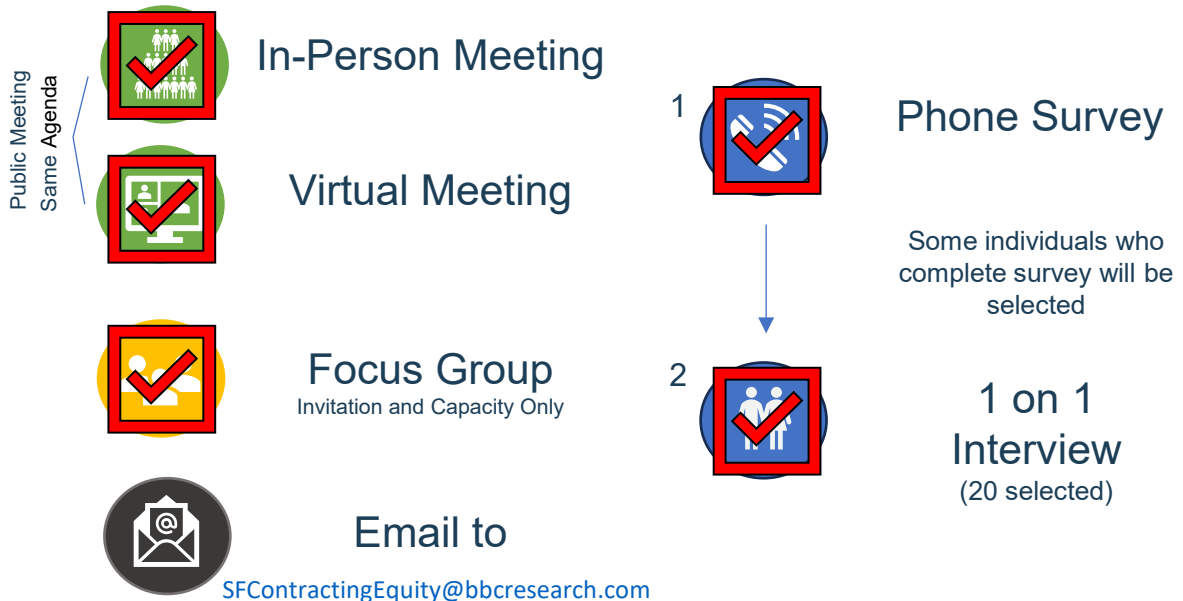 Public Meeting
Same Agenda
In-Person Meeting
Virtual Meeting
Focus Group
Invitation and Capacity Only
@
Email to
SFContractingEquity@bbcresearch.com
1
Phone Survey
Some individuals who
complete survey will be
selected
2
1 on 1
Interview
(20 selected)